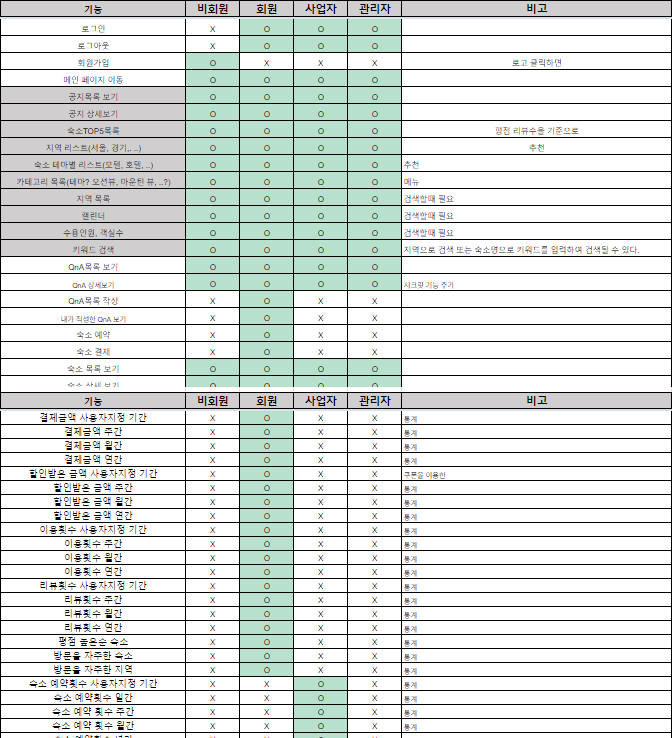 기능 비회원 회원 사업자 관리자 비고
로그인 X O O O
로그아웃 X O O O
회원가입 O X X X 로고 클릭하면
메인 페이지 이동 O O O O
공지목록 보기 O O O O
공지 상세보기 O O O O
숙소TOP5목록 O O O O 평점 리뷰수을 기준으로
지역 리스트(서울, 경기,. ..) O O O O 추천
숙소 테마별 리스트(모텔, 호텔, ..) O O O O 추천
카테고리 목록(테마? 오션뷰, 마운틴 뷰, ..?) O O O O 메뉴
지역 목록 O O O O 검색할때 필요
캘린더 O O O O 검색할때 필요
수용인원, 객실수 O O O O 검색할때 필요
키워드 검색 O O O O 지역으로 검색 또는 숙소명으로 키워드를 입력하여 검색될 수 있다.
QnA목록 보기 O O O O
QnA 상세보기 O O O O 시크릿 기능 추가
QnA목록 작성 X O X X
내가 작성한 QnA 보기 X O X X
숙소 예약 X O X X
숙소 결제 X O X X
숙소 목록 보기 O O O O
숙소 상세 보기 O O O O
기능 비회원 회원 사업자 관리자 비고
결제금액 사용자지정 기간 X O X X 통계
결제금액 주간 X O X X 통계
결제금액 월간 X O X X 통계
결제금액 연간 X O X X 통계
할인받은 금액 사용자지정 기간 X O X X 쿠폰을 이용한
할인받은 금액 주간 X O X X 통계
할인받은 금액 월간 X O X X 통계
할인받은 금액 연간 X O X X 통계
이용횟수 사용자지정 기간 X O X X 통계
이용횟수 주간 X O X X 통계
이용횟수 월간 X O X X 통계
이용횟수 연간 X O X X 통계
리뷰횟수 사용자지정 기간 X O X X 통계
리뷰횟수 주간 X O X X 통계
리뷰횟수 월간 X O X X 통계
리뷰횟수 연간 X O X X 통계
평점 높은순 숙소 X O X X 통계
방문을 자주한 숙소 X O X X 통계
방문을 자주한 지역 X O X X 통계
숙소 예약횟수 사용자지정 기간 X X O X 통계
숙소 예약횟수 일간 X X O X 통계
숙소 예약 횟수 주간 X X O X 통계
숙소 예약 횟수 월간 X X O X 통계